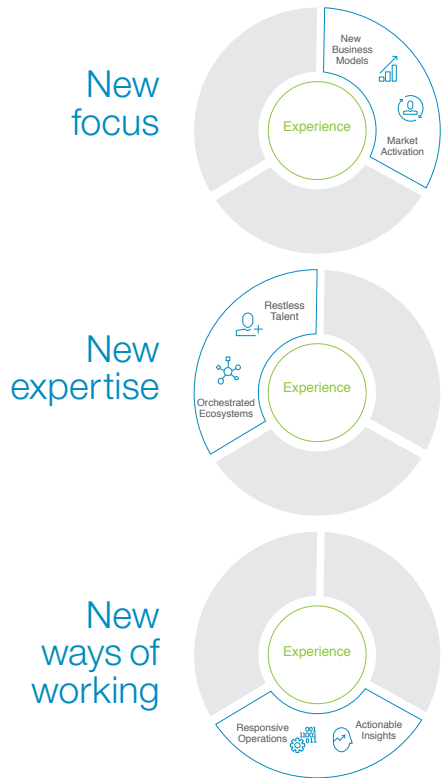 New
focus
New
Business
Models
Experience
Market
Activation
New
expertise
Restless
Talent
Experience
Orchestrated
Ecosystems
New
ways of
working
Experience
Responsive
Operations
001
11001
011
Actionable
Insights